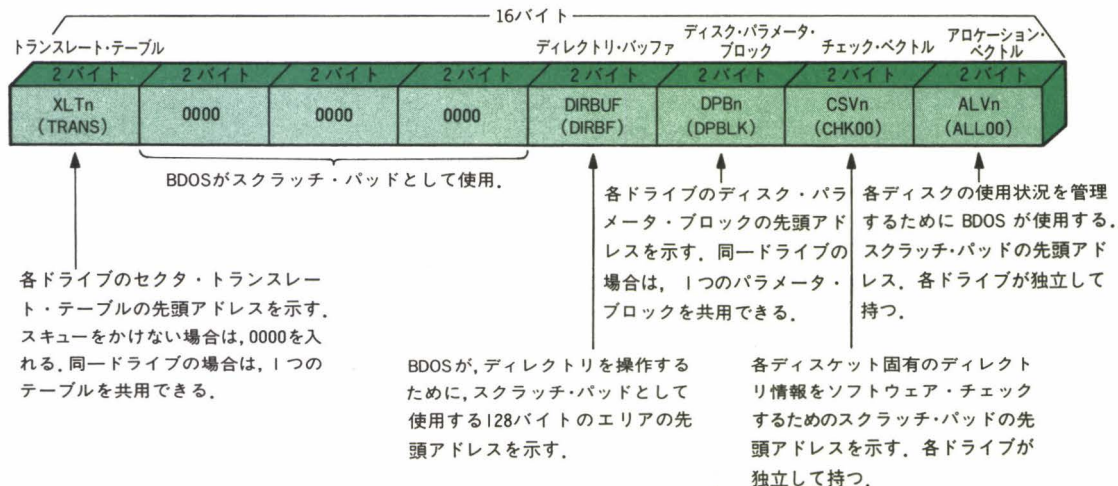 16バイト
トランスレート・テーブル
ディレクトリ・バッファ
ディスク・パラメータ・
ブロック
チェック・ベクトル
アロケーション・
ベクトル
2バイト 2バイト 2バイト 2バイト 2バイト 2バイト 2バイト 2バイト
XLTn
(TRANS)
0000
0000
0000
DIRBUF
(DIRBF)
DPBn
(DPBLK)
CSVn
(CHK00)
ALVn
(ALL00)
BDOSがスクラッチ・パッドとして使用.
各ドライブのセクタ・トランスレー
ト・テーブルの先頭アドレスを示す.
スキューをかけない場合は,0000を入
れる.同一ドライブの場合は,1つの
テーブルを共用できる.
BDOSが,ディレクトリを操作する
ために,スクラッチ・パッドとして
使用する128バイトのエリアの先
頭アドレスを示す.
各ドライブのディスク・パラ
メータ・ブロックの先頭アド
レスを示す.同一ドライブの
場合は,1つのパラメータ・
ブロックを共用できる.
各ディスケット固有のディレクト
リ情報をソフトウェア・チェック
するためのスクラッチ・パッドの先
頭アドレスを示す.各ドライブが
独立して持つ.
各ディスクの使用状況を管理
するために BDOS が使用する.
スクラッチ・パッドの先頭アド
レス.各ドライブが独立して
持つ.